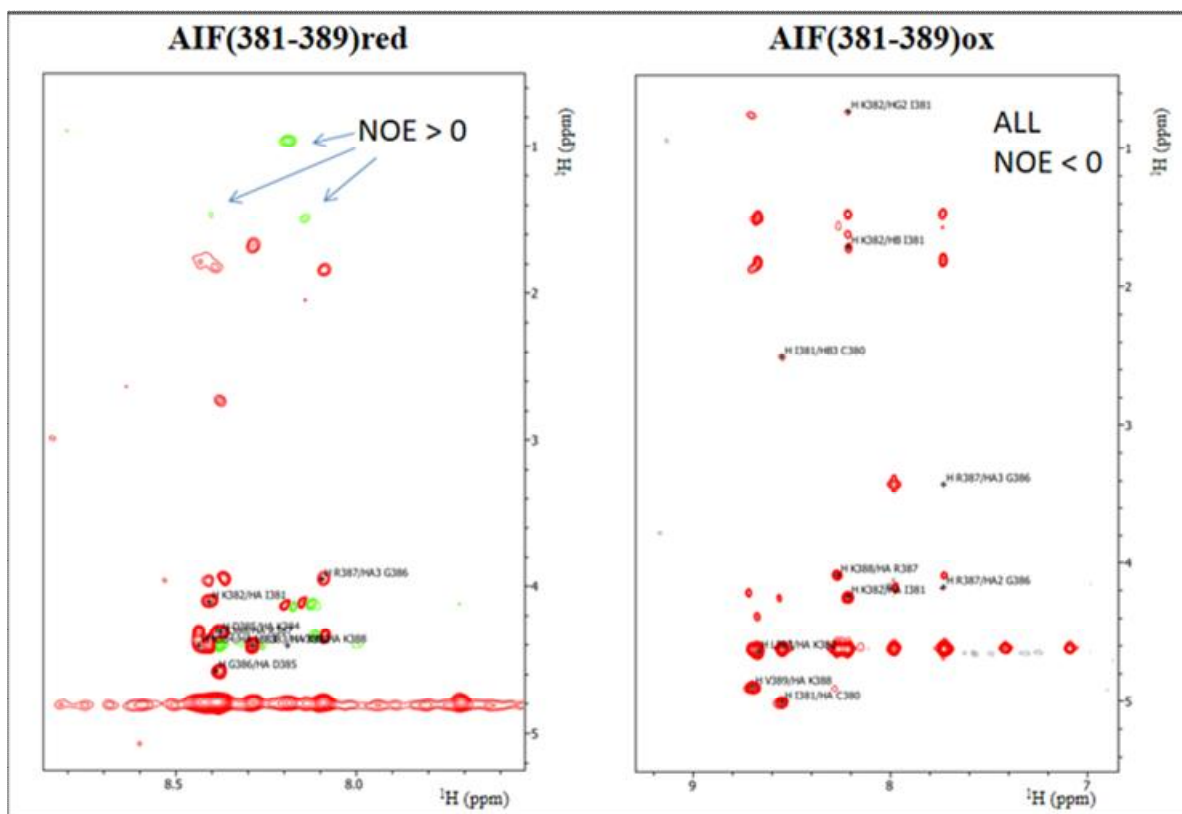 AIF(381-389)red
AIF(381-389)ox
NOE > 0
ALL
NOE < 0
H K382/HG2 I381
H K382/HB I381
H I381/HB3 C380
H R387/HA3 G386
H K388/HA R387
H K382/HA I381
H R387/HA2 G386
H V389/HA K388
H I381/HA C380
H R387/HA3 G386
H K382/HA I381
H D385/HA K384
H G386/HA D385
1
2
3
4
5
1
2
3
4
5
¹H (ppm)
¹H (ppm)
8.5
8.0
9
8
7
¹H (ppm)
¹H (ppm)